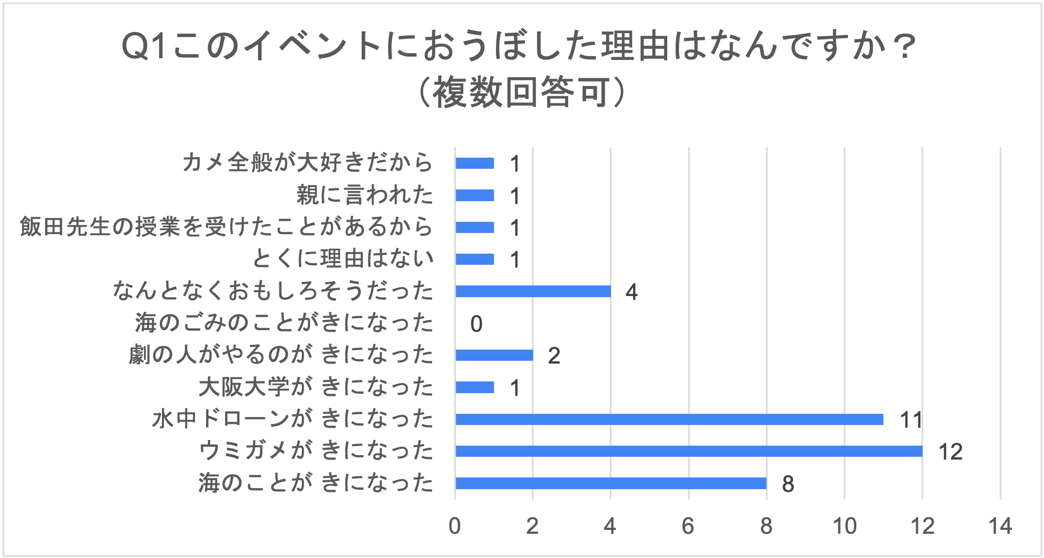 Q1このイベントにおうぼした理由はなんですか？
（複数回答可）
カメ全般が大好きだから 1
親に言われた 1
飯田先生の授業を受けたことがあるから 1
とくに理由はない 1
なんとなくおもしろそうだった 4
海のごみのことがきになった 0
劇の人がやるのが きになった 2
大阪大学が きになった 1
水中ドローンが きになった 11
ウミガメが きになった 12
海のことが きになった 8
0 2 4 6 8 10 12 14